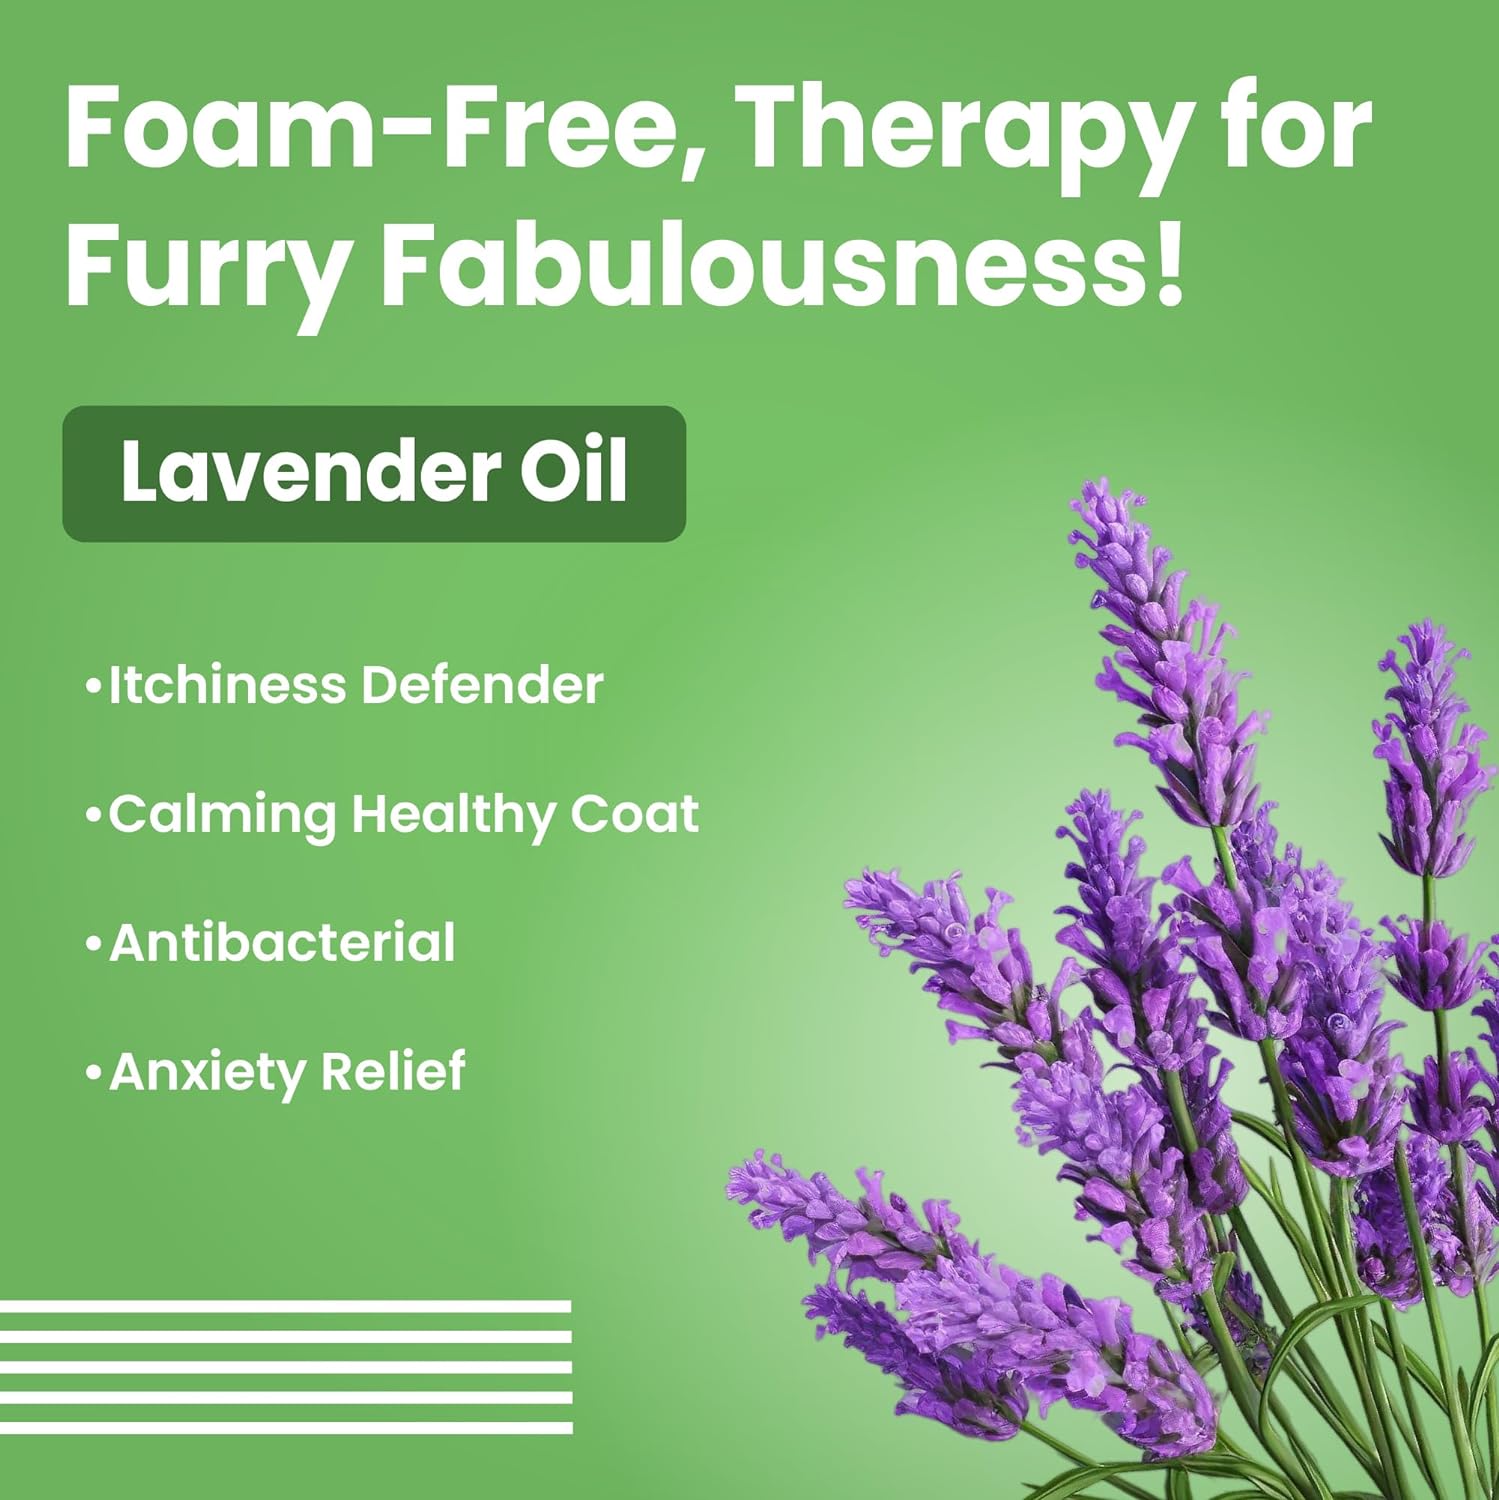 Foam-Free, Therapy for
Furry Fabulousness!
Lavender Oil
•Itchiness Defender
•Calming Healthy Coat
•Antibacterial
•Anxiety Relief